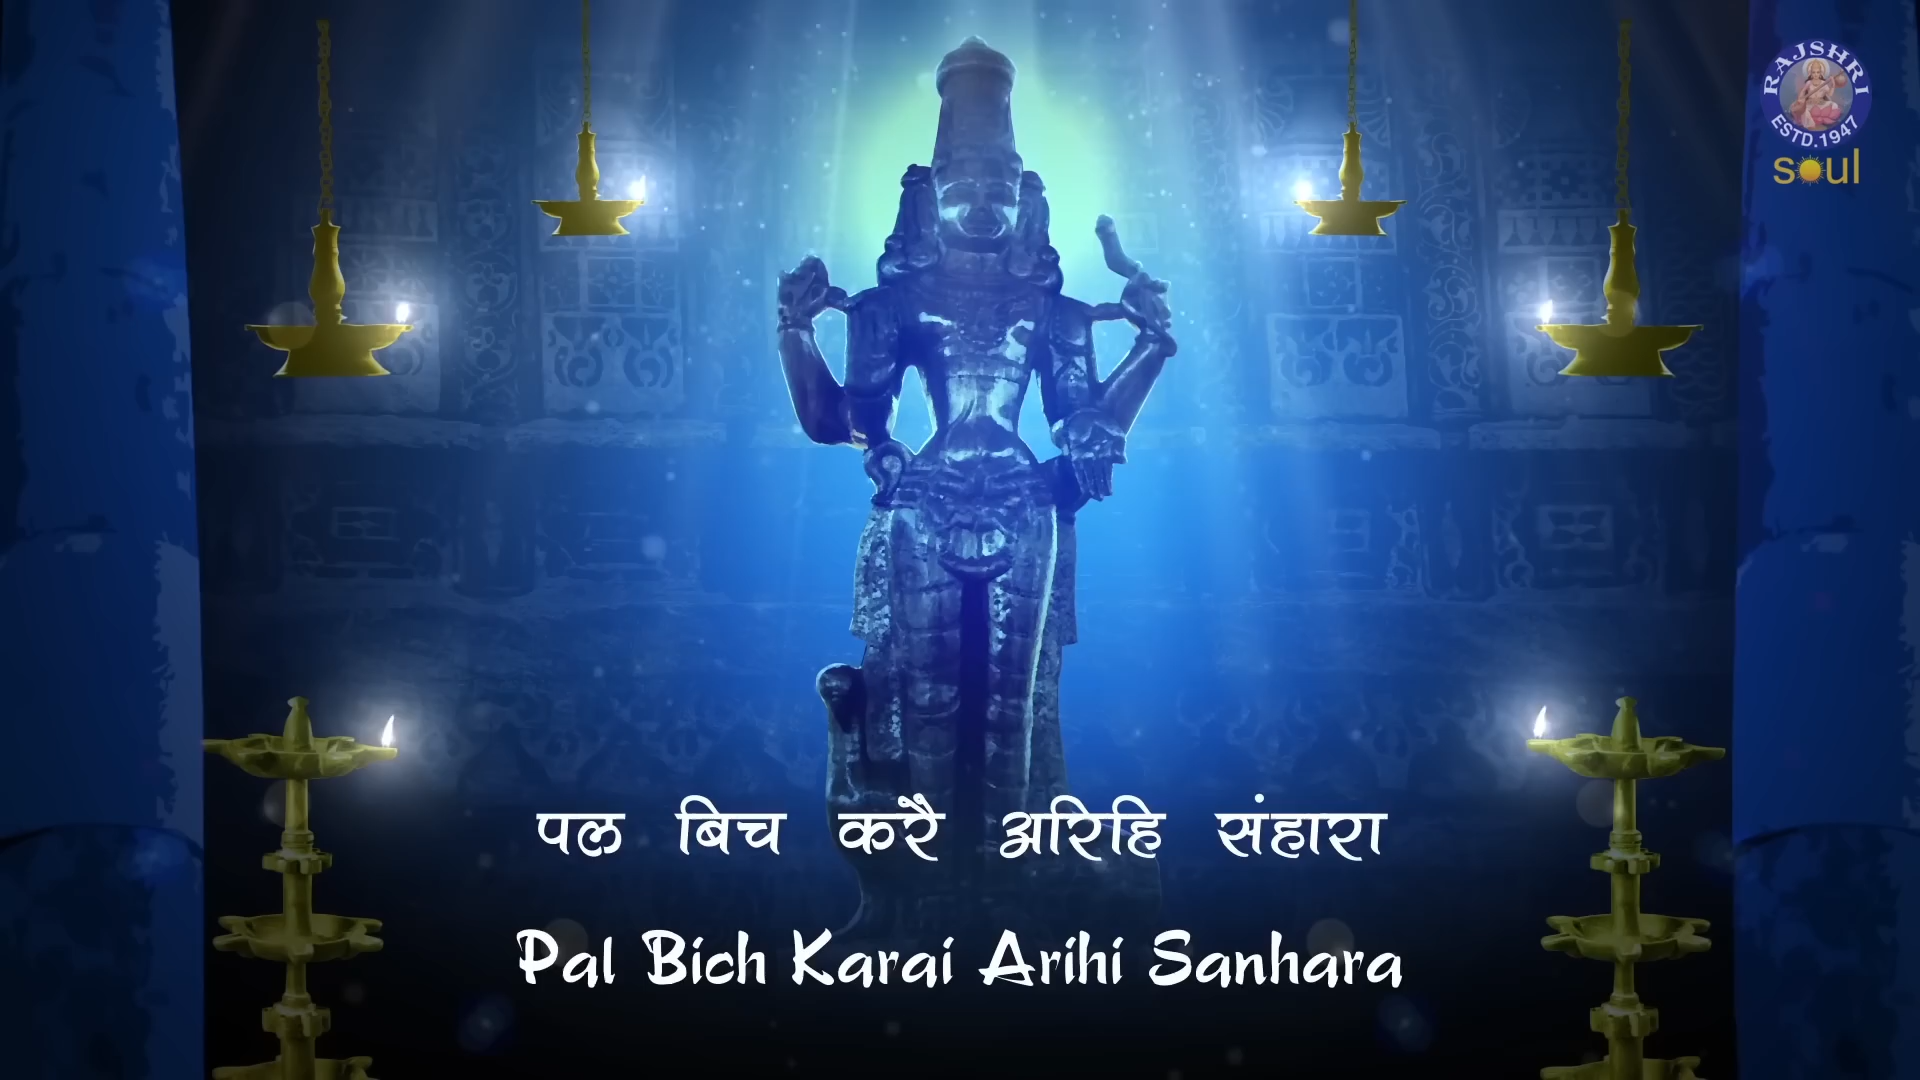 RAJSHRI
ESTD.1947
soul
पल बिच करै अरिहि संहारा
Pal Bich Karai Arihi Sanhara